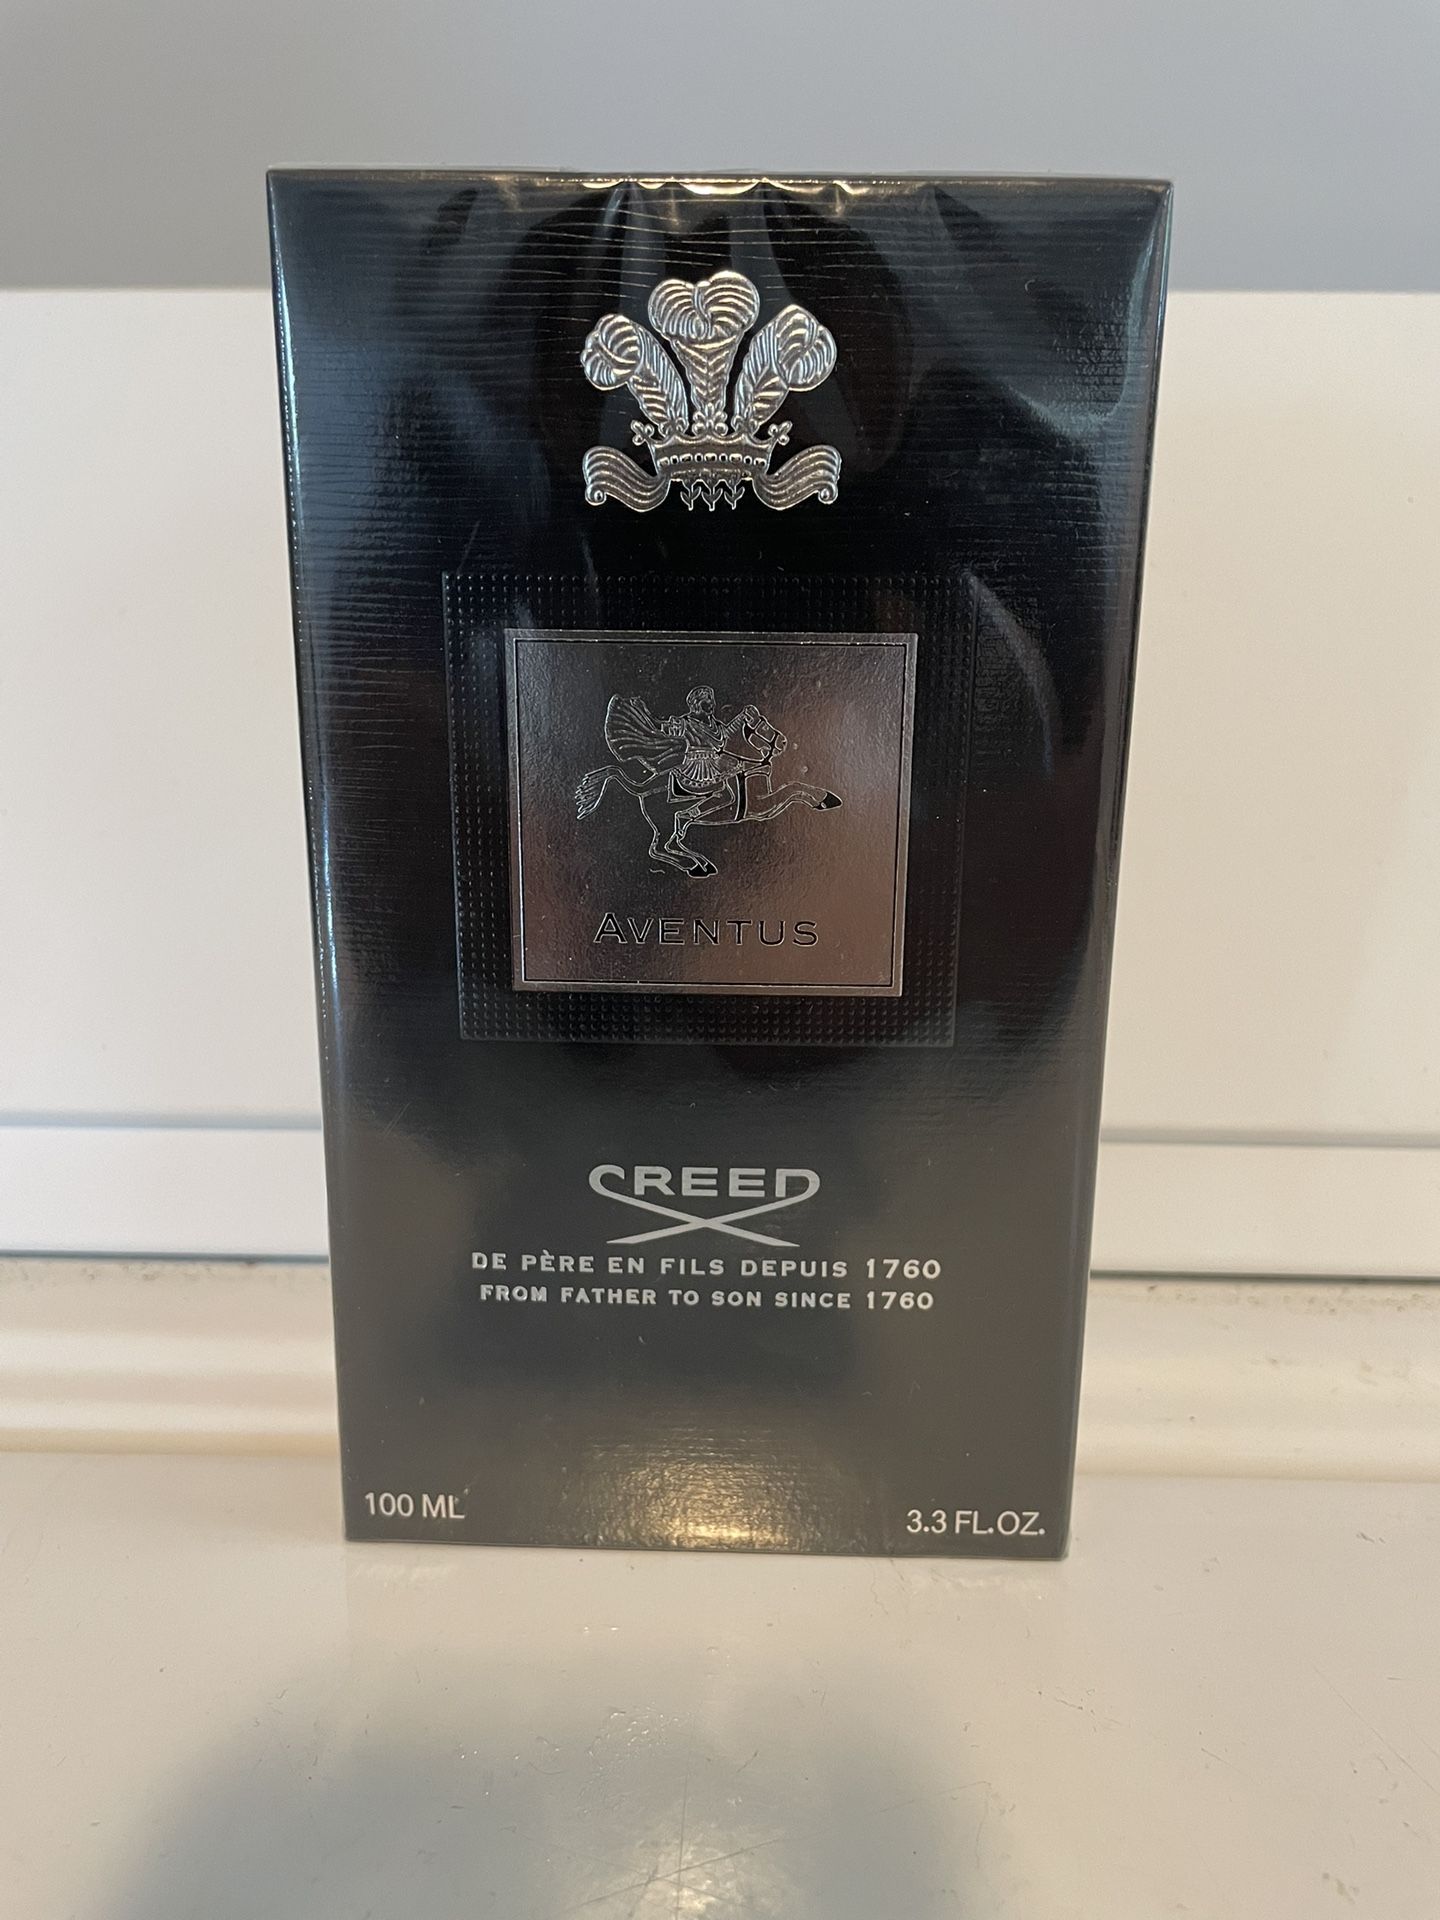 AVENTUS
CREED
DE PÈRE EN FILS DEPUIS 1760
FROM FATHER TO SON SINCE 1760
100 ML
3.3 FL.OZ.